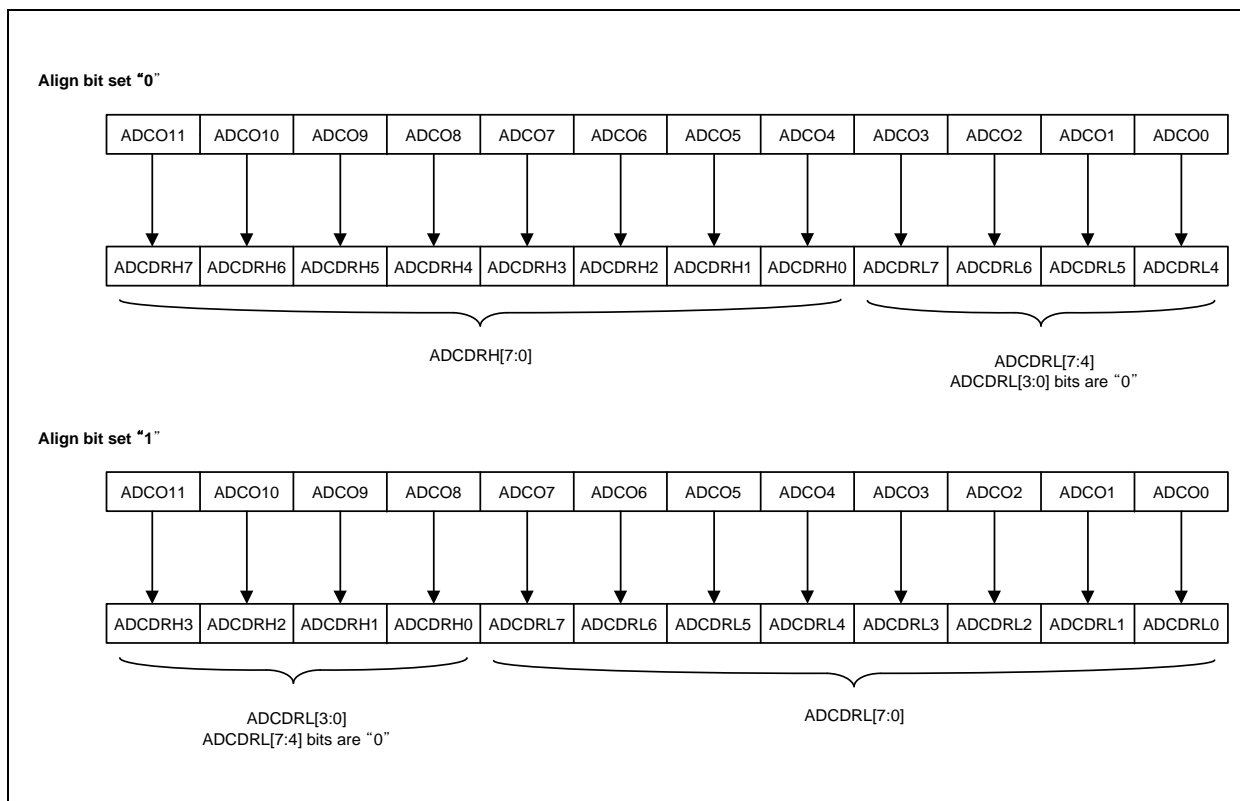 Align bit set “0”
ADCO11 ADCO10 ADCO9 ADCO8 ADCO7 ADCO6 ADCO5 ADCO4 ADCO3 ADCO2 ADCO1 ADCO0
ADCDRH7 ADCDRH6 ADCDRH5 ADCDRH4 ADCDRH3 ADCDRH2 ADCDRH1 ADCDRH0 ADCDRL7 ADCDRL6 ADCDRL5 ADCDRL4
ADCDRH[7:0]
ADCDRL[7:4]
ADCDRL[3:0] bits are “0”
Align bit set “1”
ADCO11 ADCO10 ADCO9 ADCO8 ADCO7 ADCO6 ADCO5 ADCO4 ADCO3 ADCO2 ADCO1 ADCO0
ADCDRH3 ADCDRH2 ADCDRH1 ADCDRH0 ADCDRL7 ADCDRL6 ADCDRL5 ADCDRL4 ADCDRL3 ADCDRL2 ADCDRL1 ADCDRL0
ADCDRL[3:0]
ADCDRL[7:4] bits are “0”
ADCDRL[7:0]